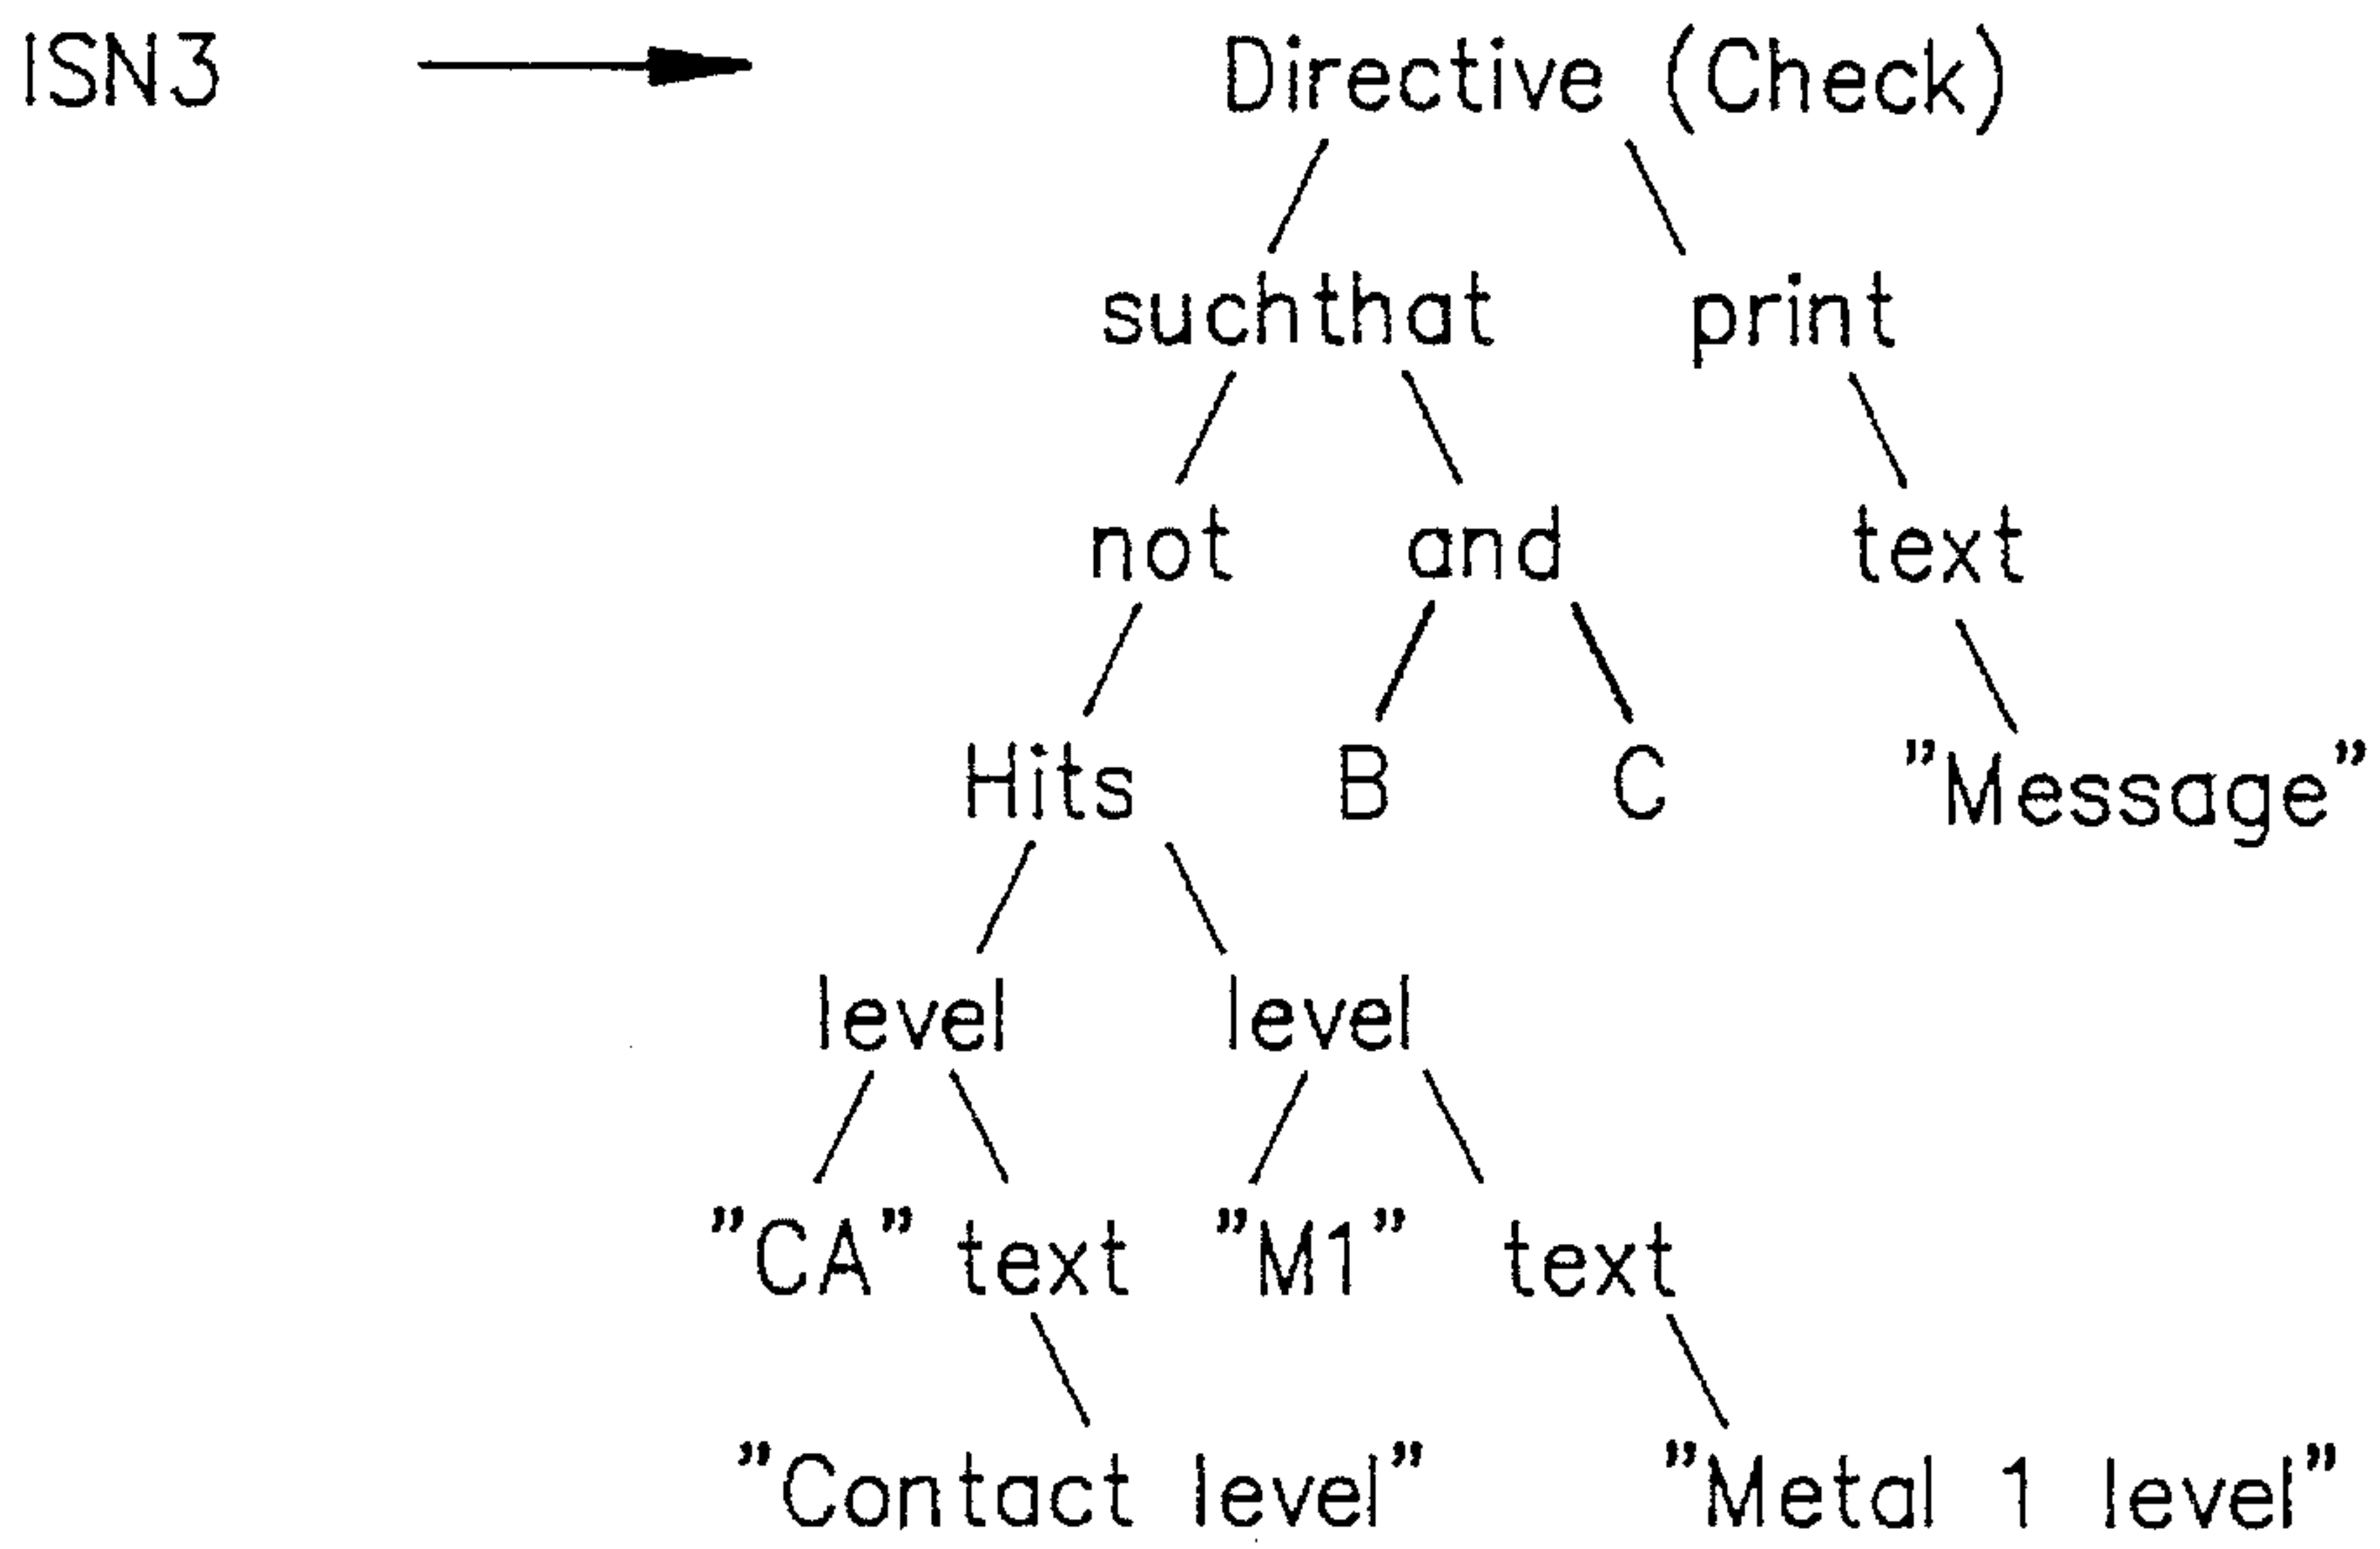 ISN3 Directive (Check)
suchthat print
not and text
Hits B C "Message"
level level
"CA" text "M1" text
"Contact level" "Metal 1 level"